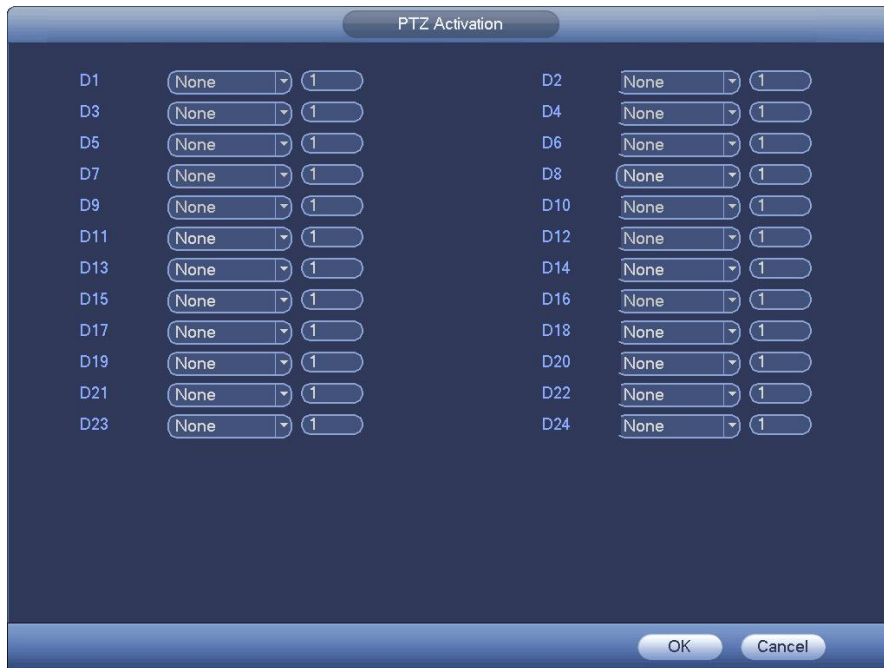 PTZ Activation
D1 None 1 D2 None 1
D3 None 1 D4 None 1
D5 None 1 D6 None 1
D7 None 1 D8 None 1
D9 None 1 D10 None 1
D11 None 1 D12 None 1
D13 None 1 D14 None 1
D15 None 1 D16 None 1
D17 None 1 D18 None 1
D19 None 1 D20 None 1
D21 None 1 D22 None 1
D23 None 1 D24 None 1
OK Cancel